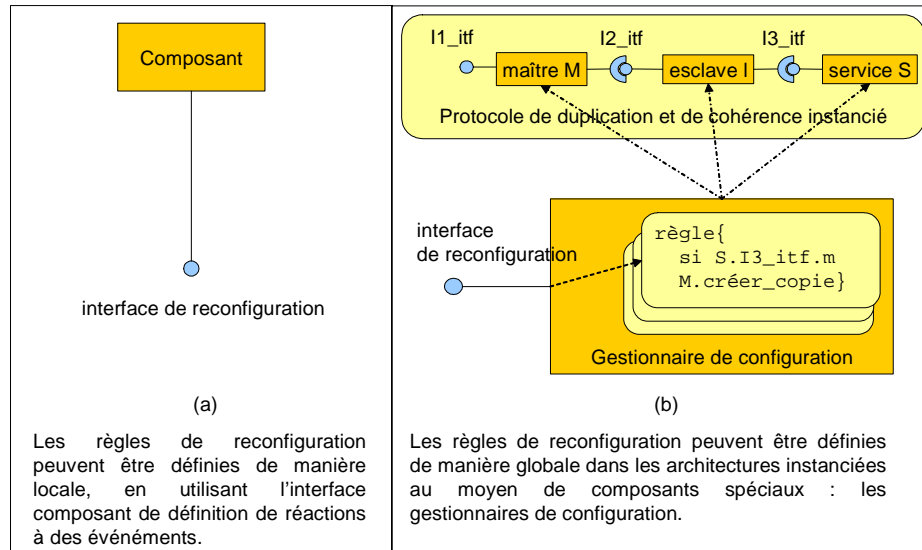 Composant
interface de reconfiguration
(a)
Les règles de reconfiguration
peuvent être définies de manière
locale, en utilisant l'interface
composant de définition de réactions
à des événéments.
I1_itf
I2_itf
I3_itf
maître M
esclave I
service S
Protocole de duplication et de cohérence instancié
interface
de reconfiguration
règle{
si S.I3_itf.m
M.créer_copie}
Gestionnaire de configuration
(b)
Les règles de reconfiguration peuvent être définies
de manière globale dans les architectures instanciées
au moyen de composants spéciaux : les
gestionnaires de configuration.